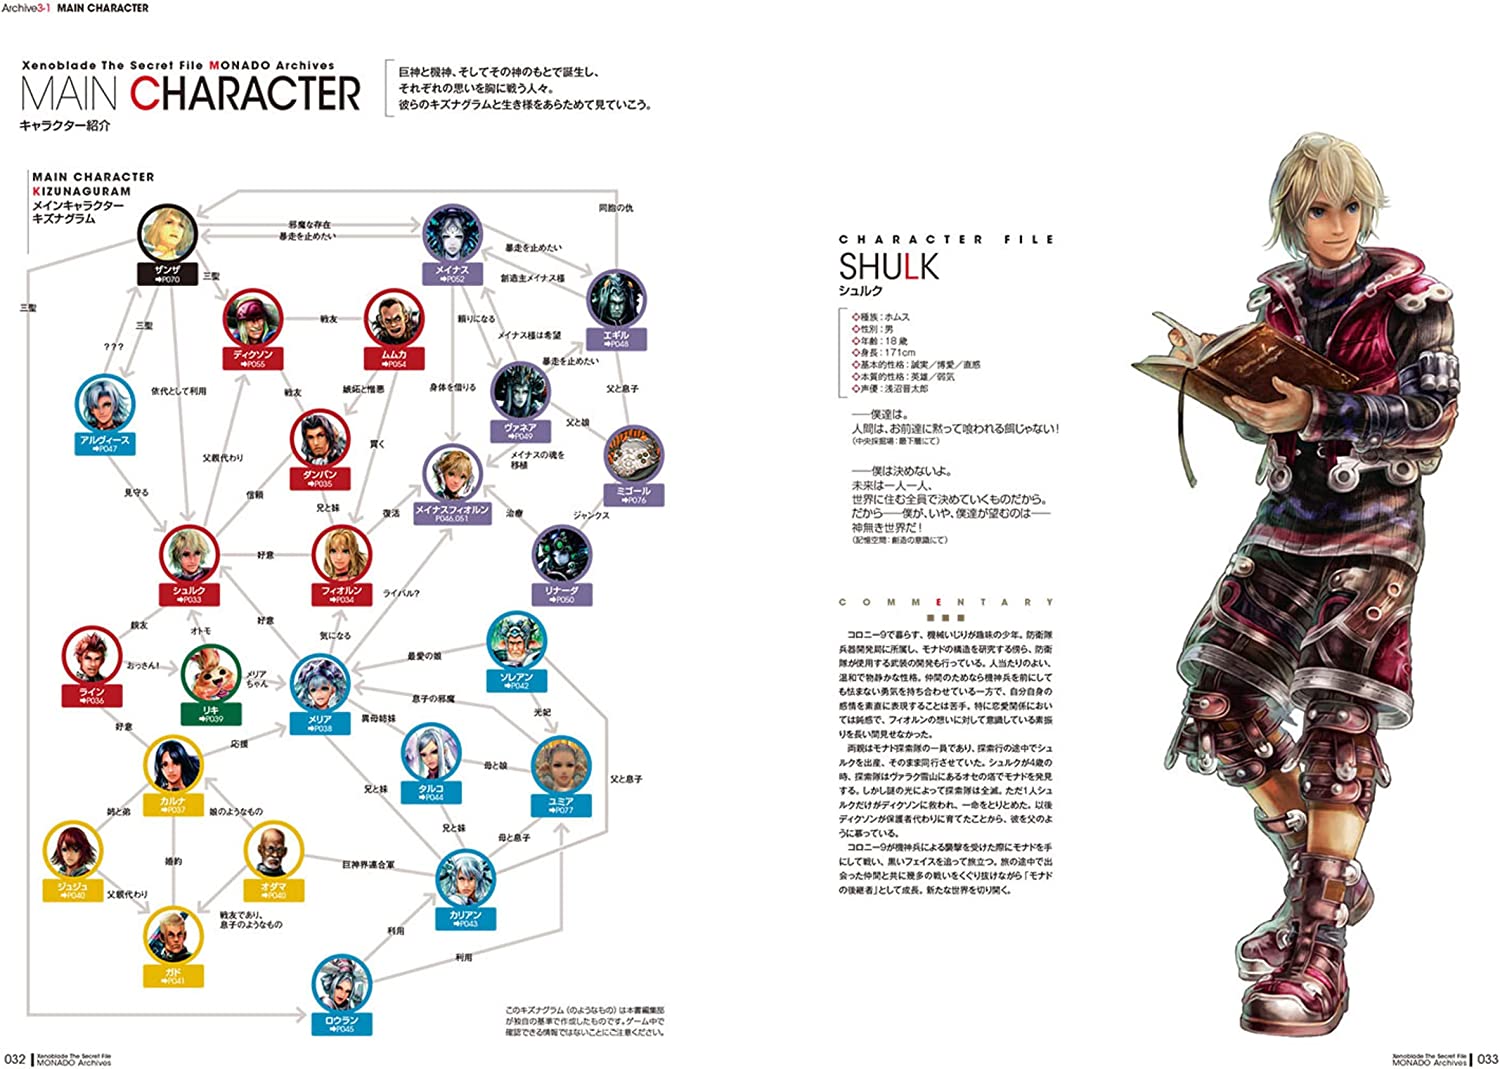 Archive3-1 MAIN CHARACTER
Xenoblade The Secret File MONADO Archives
MAIN CHARACTER
キャラクター紹介
巨神と機神、そしてその神のもとで誕生し、
それぞれの思いを胸に戦う人々。
彼らのキズナグラムと生き様をあらためて見ていこう。
MAIN CHARACTER
KIZUNAGURAM
メインキャラクター
キズナグラム
同胞の仇
邪魔な存在
暴走を止めたい
ザンザ
➡P070
メイナス
➡P052
暴走を止めたい
創造主メイナス様
三聖
三聖
三聖
???
戦友
頼りになる
メイナス様は希望
エギル
➡P048
ディクソン
➡P055
ムムカ
➡P054
暴走を止めたい
依代として利用
戦友
嫉妬と憎悪
身体を借りる
父と息子
アルヴィース
➡P047
ヴァネア
➡P049
父と娘
父親代わり
驚く
メイナスの魂を
移植
ダンバン
➡P035
見守る
信頼
兄と妹
復活
メイナスフィオルン
P046,051
治療
ミゴール
➡P076
ジャンクス
好意
シュルク
➡P033
フィオルン
➡P034
ライバル?
リナーダ
➡P050
親友
オトモ
好意
気になる
最愛の娘
おっさん!
メリア
ちゃん
ソレアン
➡P042
ライン
➡P036
リキ
➡P039
メリア
➡P038
息子の邪魔
異母姉妹
光妃
好意
応援
母と娘
父と息子
カルナ
➡P037
兄と妹
タルコ
➡P044
ユミア
➡P077
姉と弟
娘のようなもの
兄と妹
母と息子
婚約
巨神界連合軍
ジュジュ
➡P040
オダマ
➡P040
父親代わり
カリアン
➡P043
戦友であり、
息子のようなもの
利用
利用
ガド
➡P041
ロウラン
➡P045
このキズナグラム(のようなもの)は本書編集部
が独自の基準で作成したものです。ゲーム中で
確認できる情報ではないことにご注意ください。
032 Xenoblade The Secret File
MONADO Archives
CHARACTER FILE
SHULK
シュルク
❖種族:ホムス
❖性別:男
❖年齢:18歳
❖身長:171cm
❖基本的性格:誠実/博愛/直感
❖本質的性格:英雄/弱気
❖声優:浅沼晋太郎
──僕達は。
人間は、お前達に黙って喰われる餌じゃない!
(中央採掘場:最下層にて)
──僕は決めないよ。
未来は一人一人、
世界に住む全員で決めていくものだから。
だから──僕が、いや、僕達が望むのは──
神無き世界だ!
(記憶空間:創造の意識にて)
COMMENTARY
コロニー9で暮らす、機械いじりが趣味の少年。防衛隊
兵器開発局に所属し、モナドの構造を研究する傍ら、防衛
隊が使用する武装の開発も行っている。人当たりのよい、
温和で物静かな性格。仲間のためなら機神兵を前にして
も怯まない勇気を持ち合わせている一方で、自分自身の
感情を素直に表現することは苦手。特に恋愛関係におい
ては鈍感で、フィオルンの想いに対して意識している素振
りを長い間見せなかった。
両親はモナド探索隊の一員であり、探索行の途中でシュ
ルクを出産、そのまま同行させていた。シュルクが4歳の
時、探索隊はヴァラク雪山にあるオセの塔でモナドを発見
する。しかし謎の光によって探索隊は全滅。ただ1人シュ
ルクだけがディクソンに救われ、一命をとりとめた。以後
ディクソンが保護者代わりに育てたことから、彼を父のよ
うに慕っている。
コロニー9が機神兵による襲撃を受けた際にモナドを手
にして戦い、黒いフェイスを追って旅立つ。旅の途中で出
会った仲間と共に幾多の戦いをくぐり抜けながら「モナド
の後継者」として成長。新たな世界を切り開く。
Xenoblade The Secret File
MONADO Archives 033